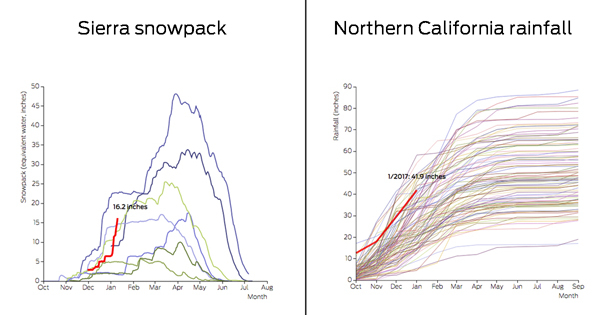 Sierra snowpack
Snowpack (equivalent water, inches)
50
45
40
35
30
25
20
15
10
5
0
16.2 inches
Oct Nov Dec Jan Feb Mar Apr May Jun Jul Aug
Month
Northern California rainfall
Rainfall (inches)
90
80
70
60
50
40
30
20
10
0
1/2017: 41.9 inches
Oct Nov Dec Jan Feb Mar Apr May Jun Jul Aug Sep
Month